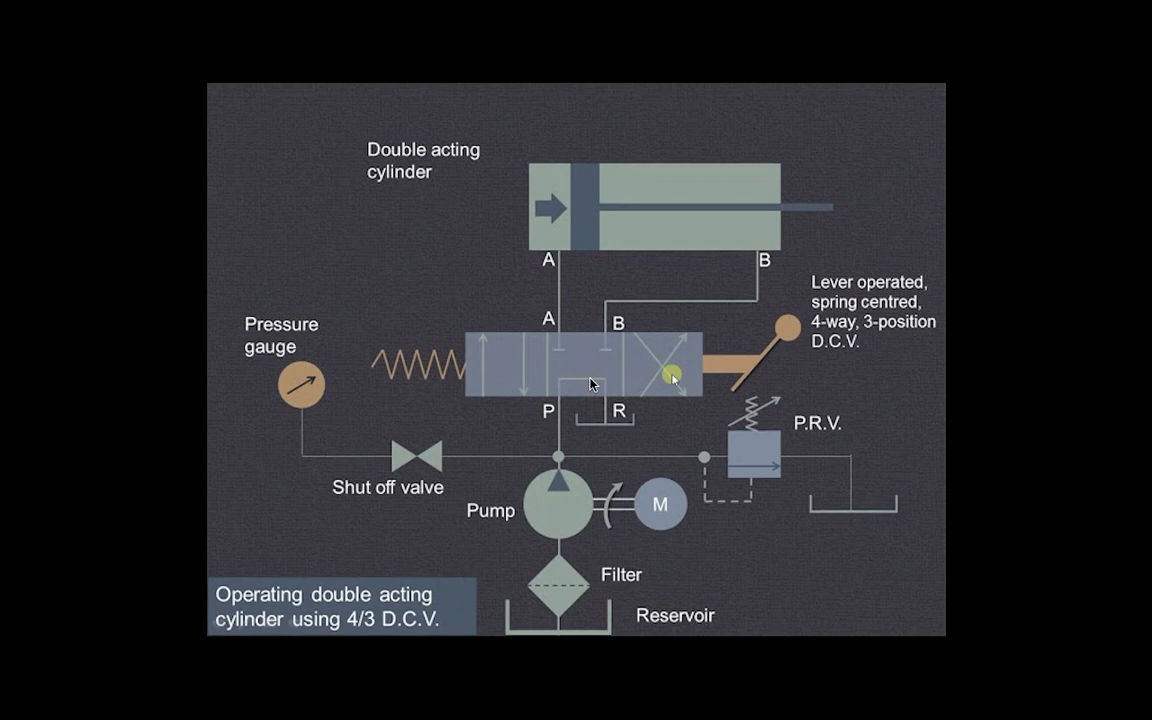 Double acting
cylinder
A
B
Lever operated,
spring centred,
4-way, 3-position
D.C.V.
A
B
Pressure
gauge
P
R
P.R.V.
Shut off valve
Pump
M
Filter
Reservoir
Operating double acting
cylinder using 4/3 D.C.V.